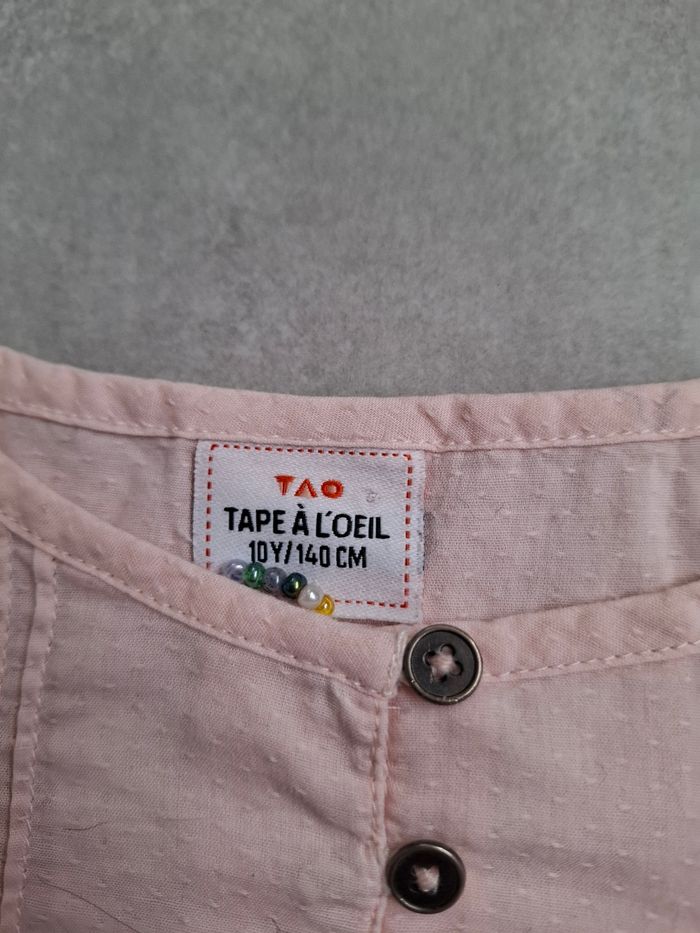 TAO
TAPE À L'OEIL
10Y/140 CM